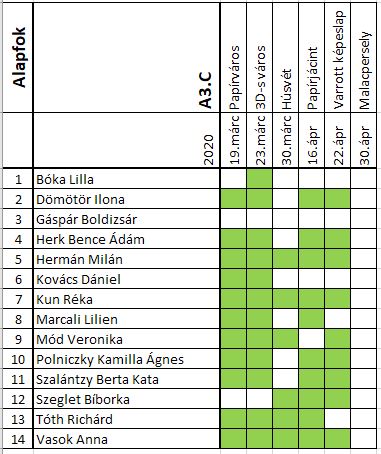 Alapfok
A3.C
2020
Papírváros
3D-s város
Húsvét
Papírjácint
Varrott képeslap
Malacpersely
19.márc
23.márc
30.márc
16.ápr
22.ápr
30.ápr
1 Bóka Lilla
2 Dömötör Ilona
3 Gáspár Boldizsár
4 Herk Bence Ádám
5 Hermán Milán
6 Kovács Dániel
7 Kun Réka
8 Marcali Lilien
9 Mód Veronika
10 Polniczky Kamilla Ágnes
11 Szalántzy Berta Kata
12 Szeglet Bíborka
13 Tóth Richárd
14 Vasok Anna